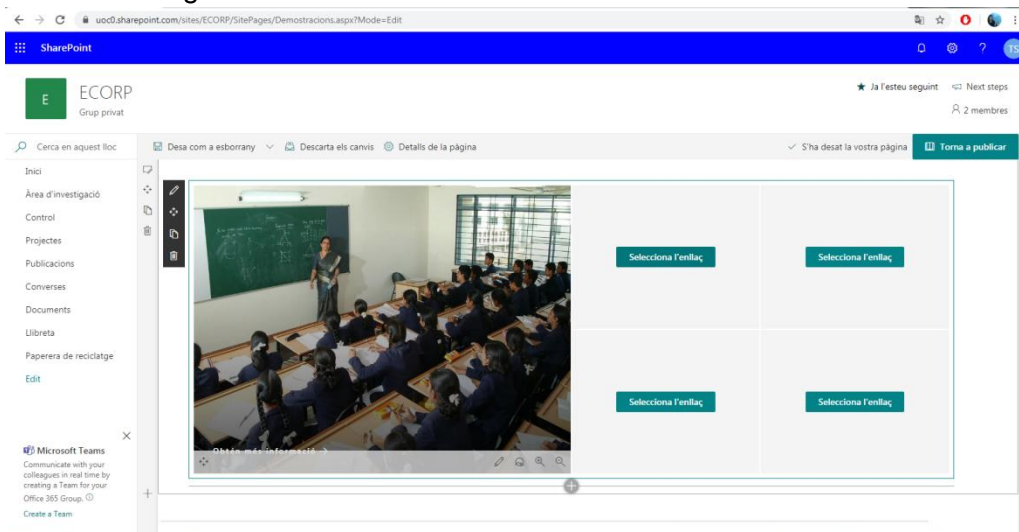 uoc0.sharepoint.com/sites/ECORP/SitePages/Demostracions.aspx?Mode=Edit
SharePoint
TS
E
ECORP
Grup privat
Ja l'esteu seguint
Next steps
2 membres
Cerca en aquest lloc
Desa com a esborrany
Descarta els canvis
Detalls de la pàgina
S'ha desat la vostra pàgina
Torna a publicar
Inici
Àrea d'investigació
Control
Projectes
Publicacions
Converses
Documents
Llibreta
Paperera de reciclatge
Edit
Selecciona l'enllaç
Selecciona l'enllaç
Selecciona l'enllaç
Selecciona l'enllaç
Obtén més informació
Microsoft Teams
Communicate with your
colleagues in real time by
creating a Team for your
Office 365 Group.
Create a Team